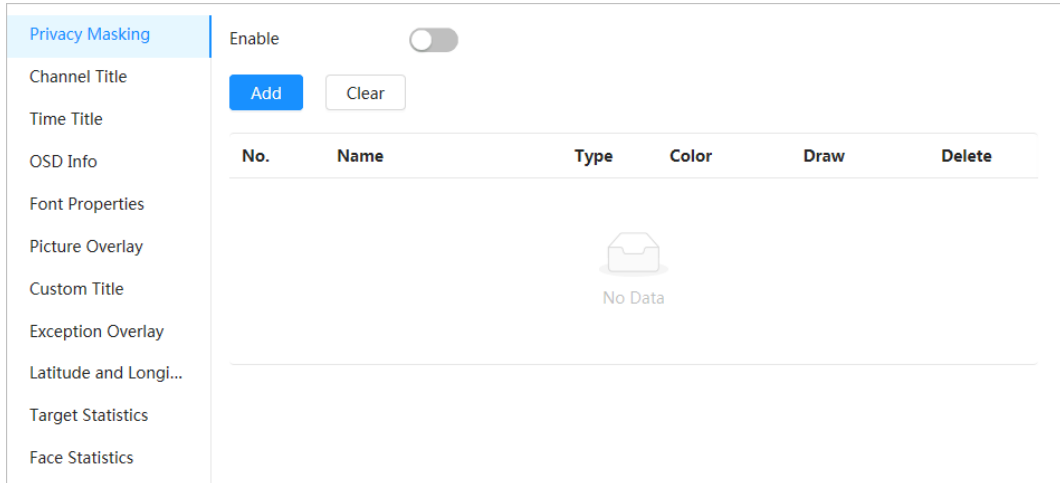 Privacy Masking
Channel Title
Time Title
OSD Info
Font Properties
Picture Overlay
Custom Title
Exception Overlay
Latitude and Longi...
Target Statistics
Face Statistics
Enable
Add Clear
No. Name Type Color Draw Delete
No Data